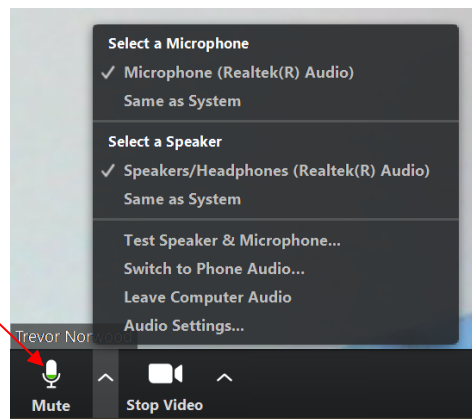 Select a Microphone
✓ Microphone (Realtek(R) Audio)
Same as System
Select a Speaker
✓ Speakers/Headphones (Realtek(R) Audio)
Same as System
Test Speaker & Microphone...
Switch to Phone Audio...
Leave Computer Audio
Audio Settings...
Trevor Norwood
Mute
Stop Video